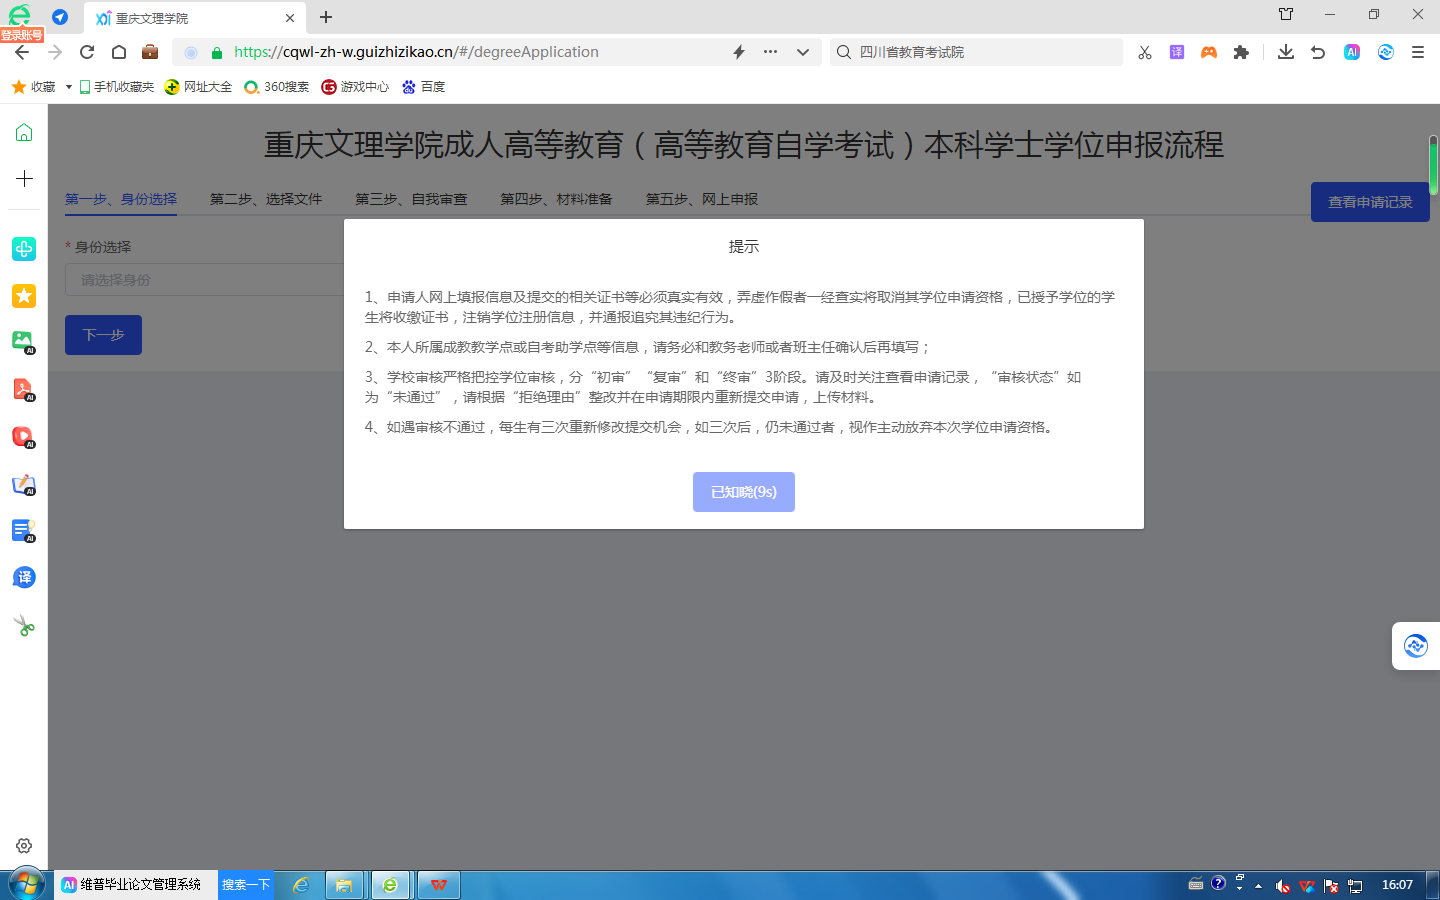 重庆文理学院
登录账号
https://cqwl-zh-w.guizhizikao.cn/#/degreeApplication
四川省教育考试院
译
AI
收藏
手机收藏夹
网址大全
360搜索
游戏中心
百度
重庆文理学院成人高等教育（高等教育自学考试）本科学士学位申报流程
第一步、身份选择
第二步、选择文件
第三步、自我审查
第四步、材料准备
第五步、网上申报
查看申请记录
* 身份选择
请选择身份
下一步
提示
1、申请人网上填报信息及提交的相关证书等必须真实有效，弄虚作假者一经查实将取消其学位申请资格，已授予学位的学
生将收缴证书，注销学位注册信息，并通报追究其违纪行为。
2、本人所属成教教学点或自考助学点等信息，请务必和教务老师或者班主任确认后再填写；
3、学校审核严格把控学位审核，分“初审”“复审”和“终审”3阶段。请及时关注查看申请记录，“审核状态”如
为“未通过”，请根据“拒绝理由”整改并在申请期限内重新提交申请，上传材料。
4、如遇审核不通过，每生有三次重新修改提交机会，如三次后，仍未通过者，视作主动放弃本次学位申请资格。
已知晓(9s)
AI
AI
AI
AI
AI
译
AI
维普毕业论文管理系统
搜索一下
16:07